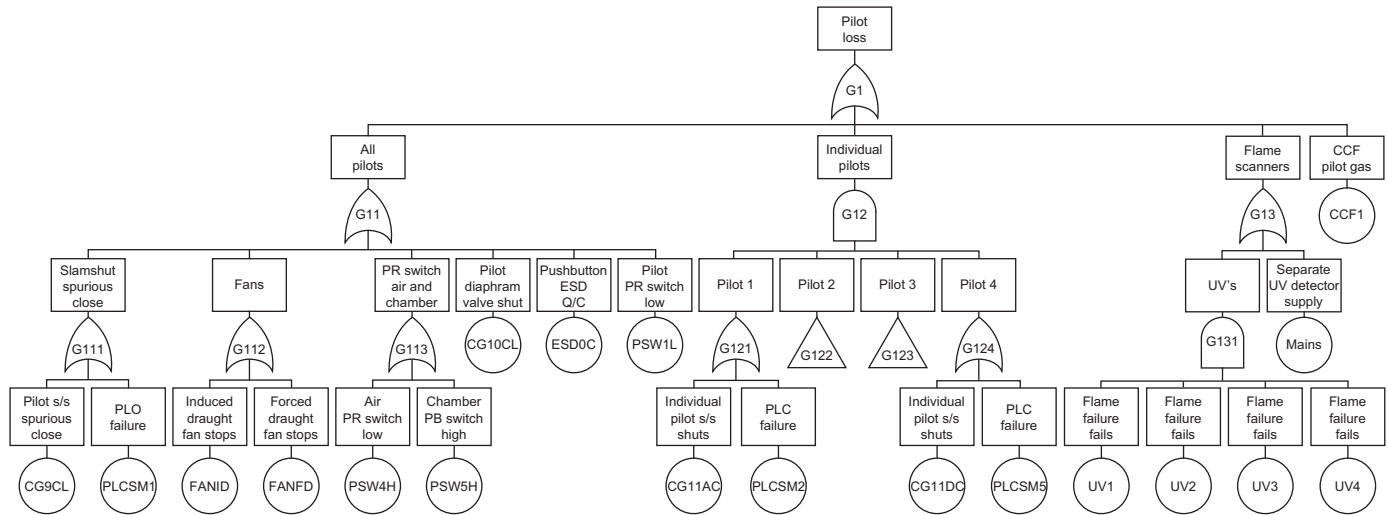 Pilot
loss
G1
All
pilots
Individual
pilots
Flame
scanners
CCF
pilot gas
G11
G12
G13
CCF1
Slamshut
spurious
close
Fans
PR switch
air and
chamber
Pilot
diaphram
valve shut
Pushbutton
ESD
Q/C
Pilot
PR switch
low
Pilot 1
Pilot 2
Pilot 3
Pilot 4
UV's
Separate
UV detector
supply
G111
G112
G113
CG10CL
ESD0C
PSW1L
G121
G122
G123
G124
G131
Mains
Pilot s/s
spurious
close
PLO
failure
Induced
draught
fan stops
Forced
draught
fan stops
Air
PR switch
low
Chamber
PB switch
high
Individual
pilot s/s
shuts
PLC
failure
Individual
pilot s/s
shuts
PLC
failure
Flame
failure
fails
Flame
failure
fails
Flame
failure
fails
Flame
failure
fails
CG9CL
PLCSM1
FANID
FANFD
PSW4H
PSW5H
CG11AC
PLCSM2
CG11DC
PLCSM5
UV1
UV2
UV3
UV4